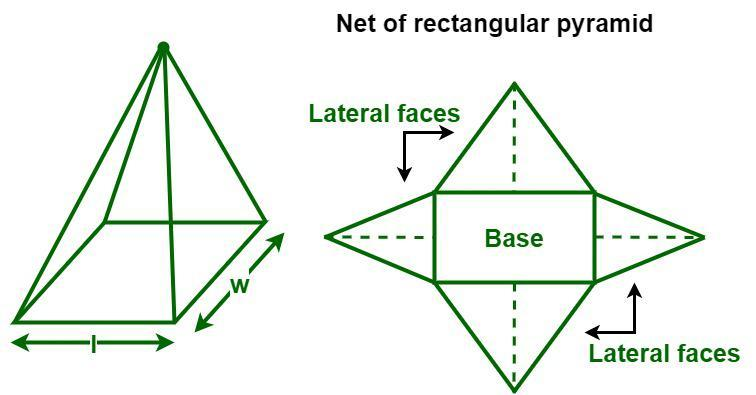 Net of rectangular pyramid
Lateral faces
Base
w
l
Lateral faces